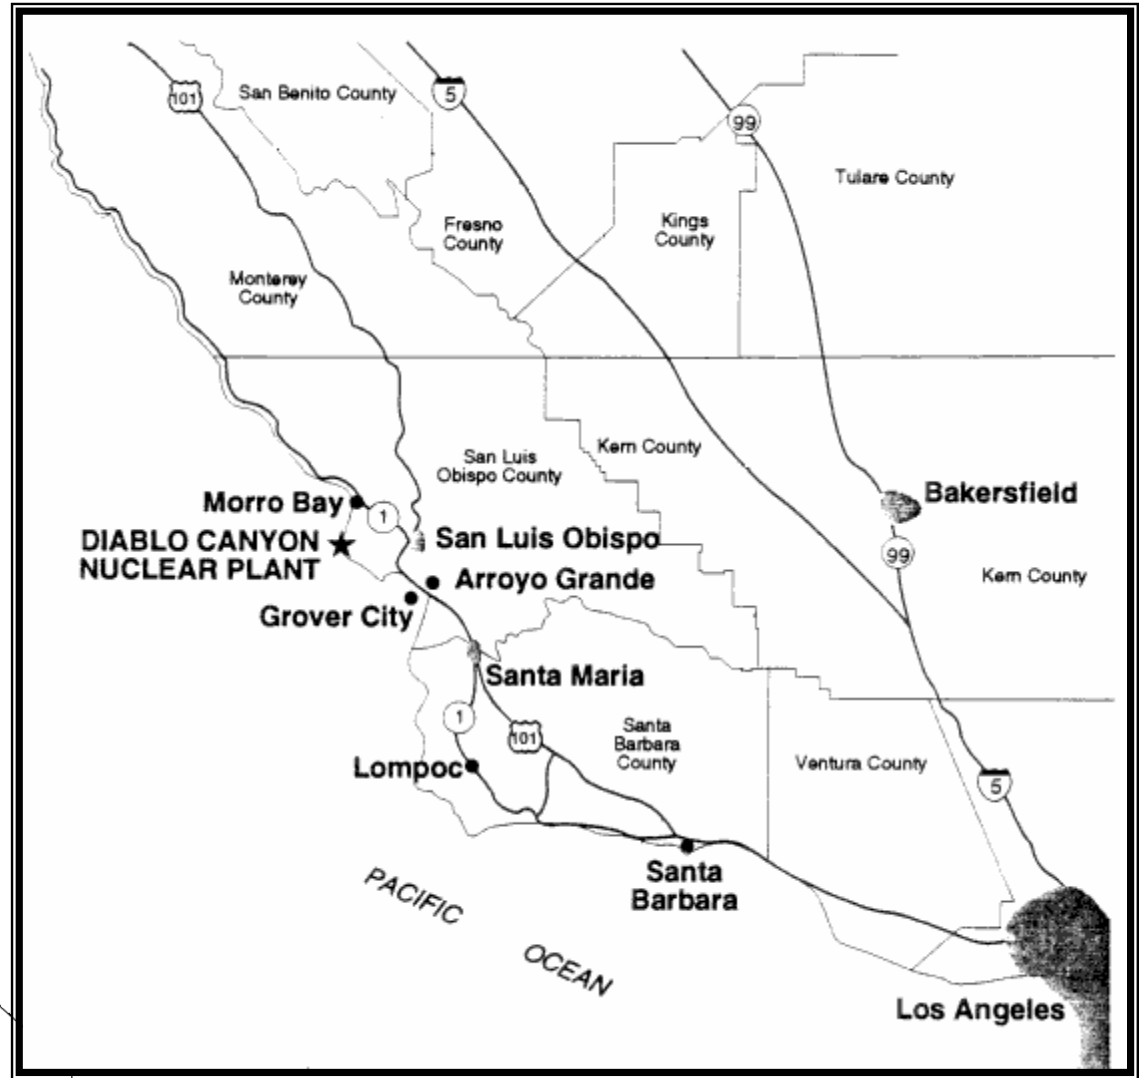 101
San Benito County
5
99
Tulare County
Fresno
County
Kings
County
Monterey
County
San Luis
Obispo County
Kern County
Morro Bay
1
Bakersfield
DIABLO CANYON
NUCLEAR PLANT
San Luis Obispo
99
Arroyo Grande
Kern County
Grover City
Santa Maria
1
101
Santa
Barbara
County
Lompoc
Ventura County
5
Santa
Barbara
PACIFIC
OCEAN
Los Angeles